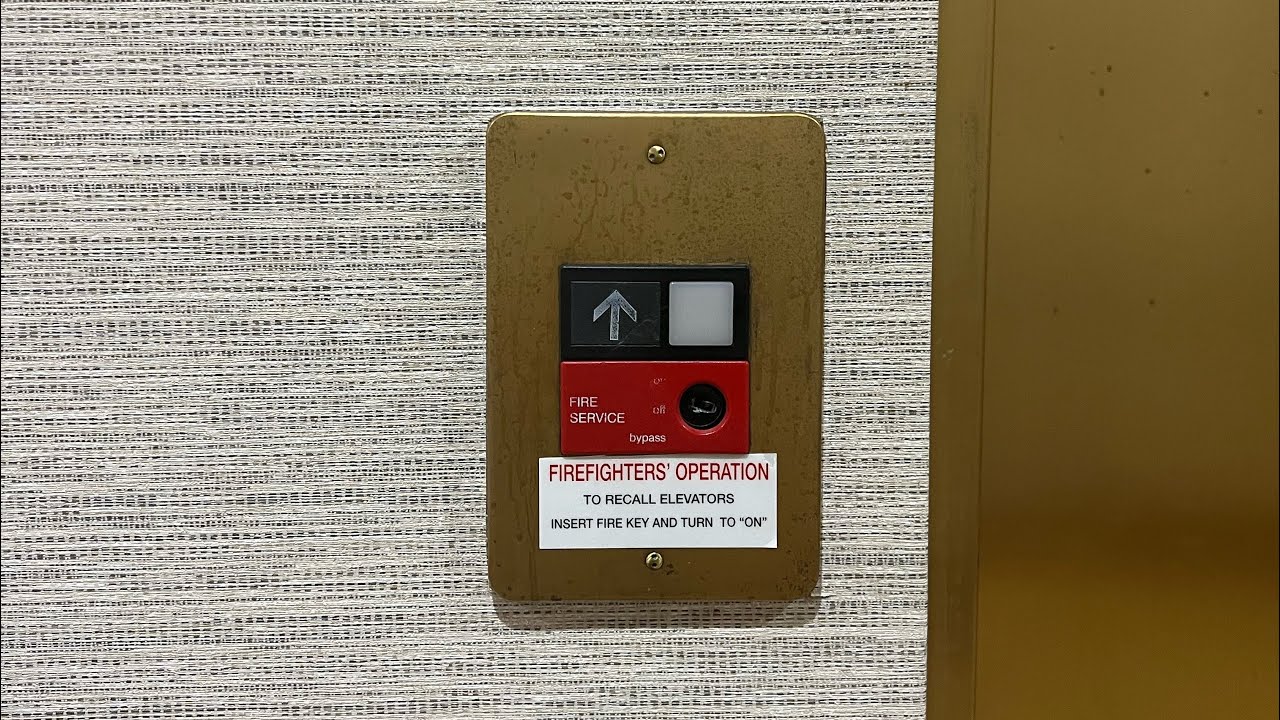 FIRE
SERVICE
off
bypass
FIREFIGHTERS' OPERATION
TO RECALL ELEVATORS
INSERT FIRE KEY AND TURN TO “ON”